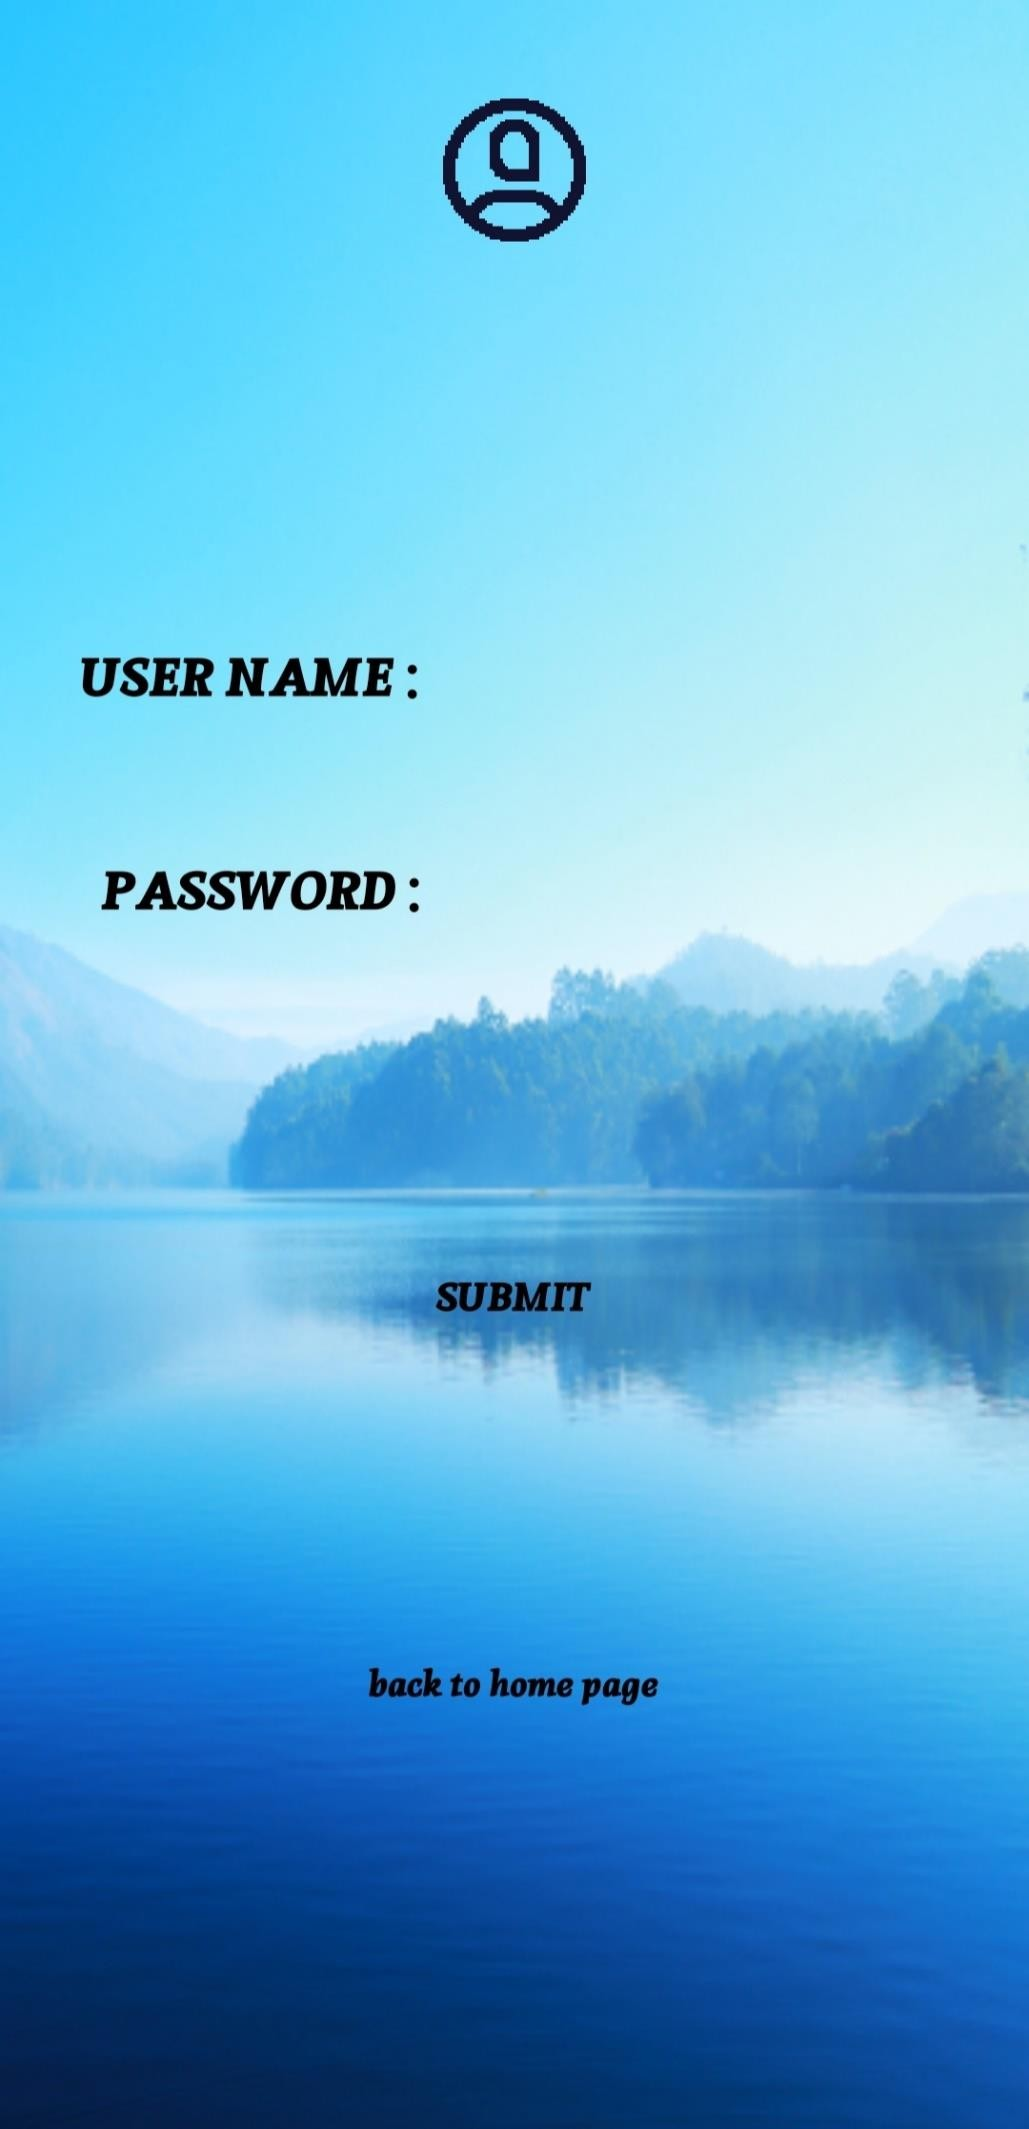 USER NAME :
PASSWORD :
SUBMIT
back to home page